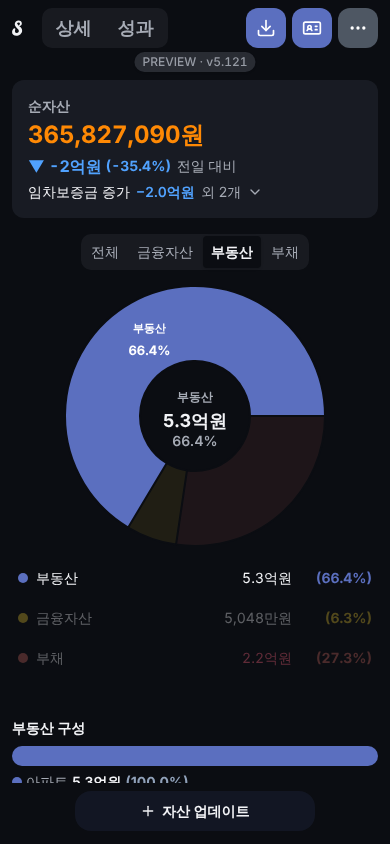 상세 성과
PREVIEW · v5.121
순자산
365,827,090원
▼ -2억원 (-35.4%) 전일 대비
임차보증금 증가 −2.0억원 외 2개
전체 금융자산 부동산 부채
부동산
66.4%
부동산
5.3억원
66.4%
부동산 5.3억원 (66.4%)
금융자산 5,048만원 (6.3%)
부채 2.2억원 (27.3%)
부동산 구성
아파트 5.3억원 (100.0%)
+ 자산 업데이트